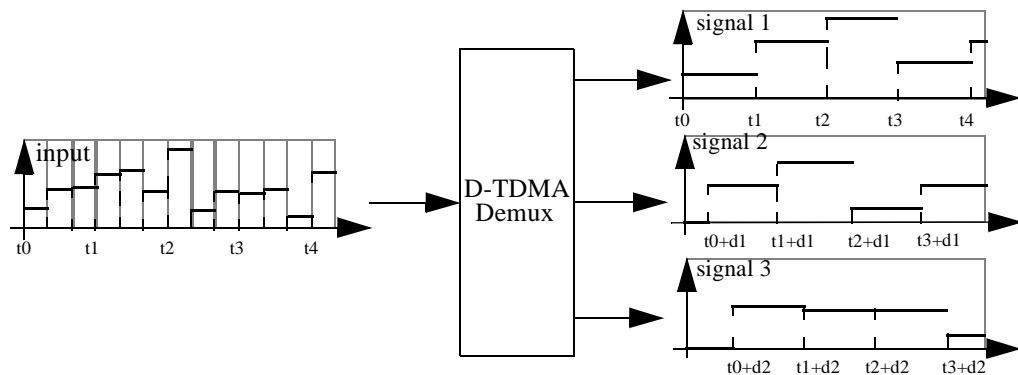 input
t0 t1 t2 t3 t4
D-TDMA
Demux
signal 1
t0 t1 t2 t3 t4
signal 2
t0+d1 t1+d1 t2+d1 t3+d1
signal 3
t0+d2 t1+d2 t2+d2 t3+d2